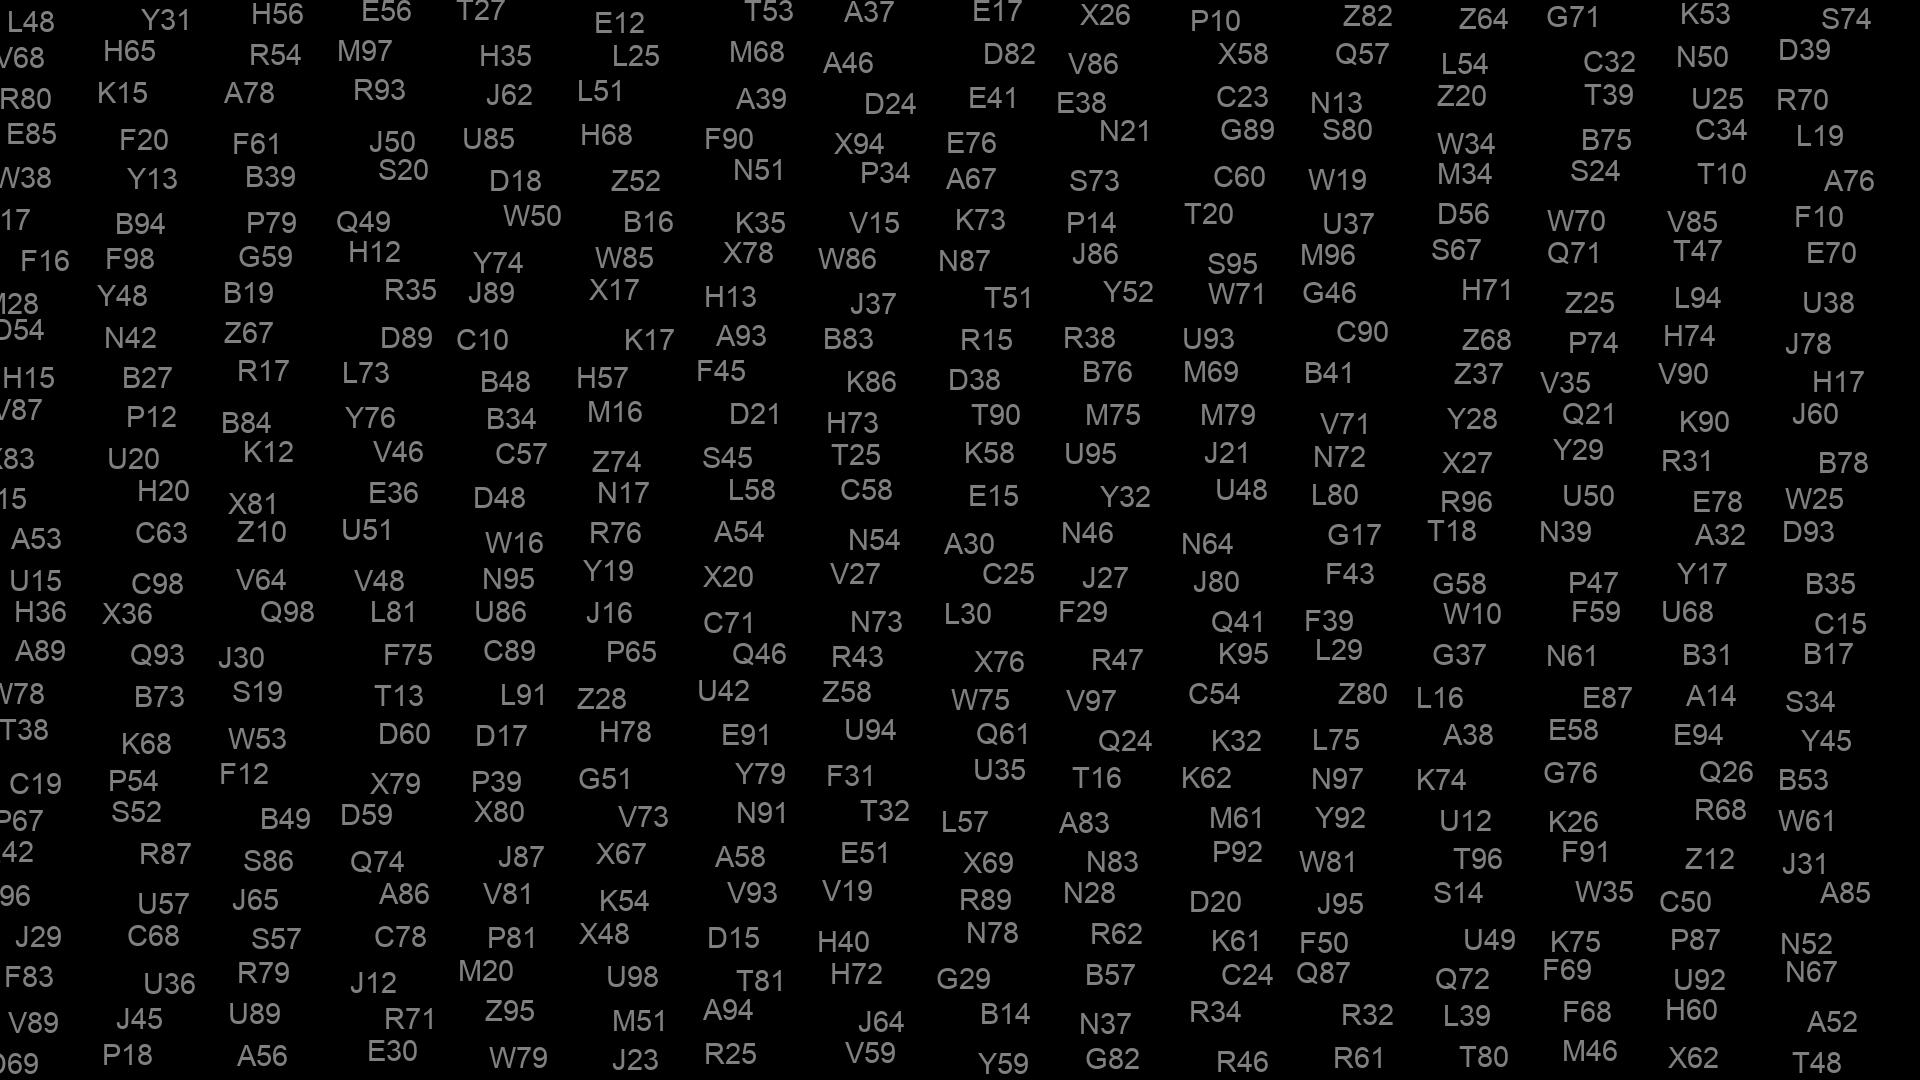 L48 Y31 H56 E56 T27 E12 T53 A37 E17 X26 P10 Z82 Z64 G71 K53 S74
V68 H65 R54 M97 H35 L25 M68 A46 D82 V86 X58 Q57 L54 C32 N50 D39
R80 K15 A78 R93 J62 L51 A39 D24 E41 E38 C23 N13 Z20 T39 U25 R70
E85 F20 F61 J50 U85 H68 F90 X94 E76 N21 G89 S80 W34 B75 C34 L19
W38 Y13 B39 S20 D18 Z52 N51 P34 A67 S73 C60 W19 M34 S24 T10 A76
17 B94 P79 Q49 W50 B16 K35 V15 K73 P14 T20 U37 D56 W70 V85 F10
F16 F98 G59 H12 Y74 W85 X78 W86 N87 J86 S95 M96 S67 Q71 T47 E70
M28 Y48 B19 R35 J89 X17 H13 J37 T51 Y52 W71 G46 H71 Z25 L94 U38
D54 N42 Z67 D89 C10 K17 A93 B83 R15 R38 U93 C90 Z68 P74 H74 J78
H15 B27 R17 L73 B48 H57 F45 K86 D38 B76 M69 B41 Z37 V35 V90 H17
V87 P12 B84 Y76 B34 M16 D21 H73 T90 M75 M79 V71 Y28 Q21 K90 J60
83 U20 K12 V46 C57 Z74 S45 T25 K58 U95 J21 N72 X27 Y29 R31 B78
15 H20 X81 E36 D48 N17 L58 C58 E15 Y32 U48 L80 R96 U50 E78 W25
A53 C63 Z10 U51 W16 R76 A54 N54 A30 N46 N64 G17 T18 N39 A32 D93
U15 C98 V64 V48 N95 Y19 X20 V27 C25 J27 J80 F43 G58 P47 Y17 B35
H36 X36 Q98 L81 U86 J16 C71 N73 L30 F29 Q41 F39 W10 F59 U68 C15
A89 Q93 J30 F75 C89 P65 Q46 R43 X76 R47 K95 L29 G37 N61 B31 B17
W78 B73 S19 T13 L91 Z28 U42 Z58 W75 V97 C54 Z80 L16 E87 A14 S34
T38 K68 W53 D60 D17 H78 E91 U94 Q61 Q24 K32 L75 A38 E58 E94 Y45
C19 P54 F12 X79 P39 G51 Y79 F31 U35 T16 K62 N97 K74 G76 Q26 B53
P67 S52 B49 D59 X80 V73 N91 T32 L57 A83 M61 Y92 U12 K26 R68 W61
42 R87 S86 Q74 J87 X67 A58 E51 X69 N83 P92 W81 T96 F91 Z12 J31
96 U57 J65 A86 V81 K54 V93 V19 R89 N28 D20 J95 S14 W35 C50 A85
J29 C68 S57 C78 P81 X48 D15 H40 N78 R62 K61 F50 U49 K75 P87 N52
F83 U36 R79 J12 M20 U98 T81 H72 G29 B57 C24 Q87 Q72 F69 U92 N67
V89 J45 U89 R71 Z95 M51 A94 J64 B14 N37 R34 R32 L39 F68 H60 A52
69 P18 A56 E30 W79 J23 R25 V59 Y59 G82 R46 R61 T80 M46 X62 T48